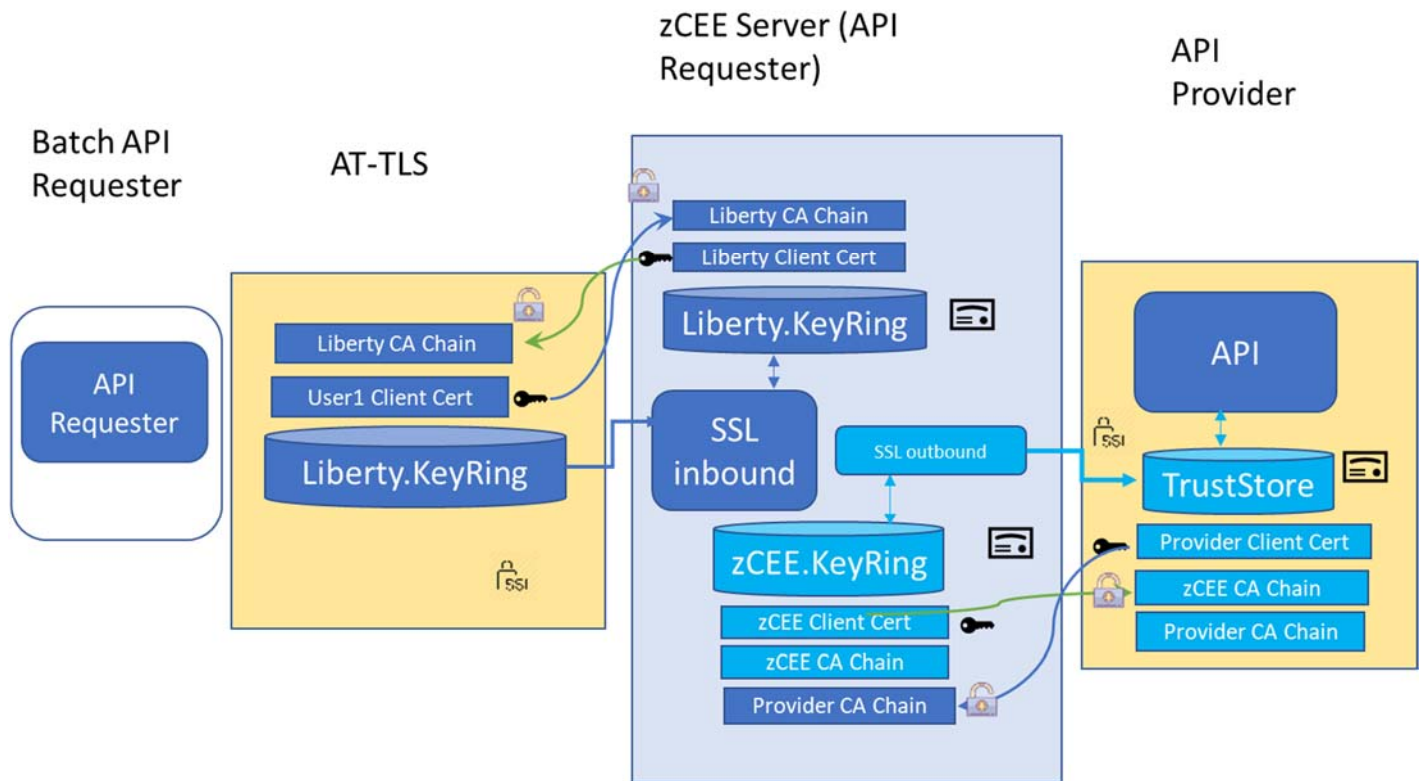 zCEE Server (API
Requester)
API
Provider
Batch API
Requester
AT-TLS
Liberty CA Chain
Liberty Client Cert
Liberty.KeyRing
Liberty CA Chain
User1 Client Cert
Liberty.KeyRing
API
Requester
SSL
inbound
SSL outbound
zCEE.KeyRing
zCEE Client Cert
zCEE CA Chain
Provider CA Chain
API
SSI
TrustStore
Provider Client Cert
zCEE CA Chain
Provider CA Chain
SSI